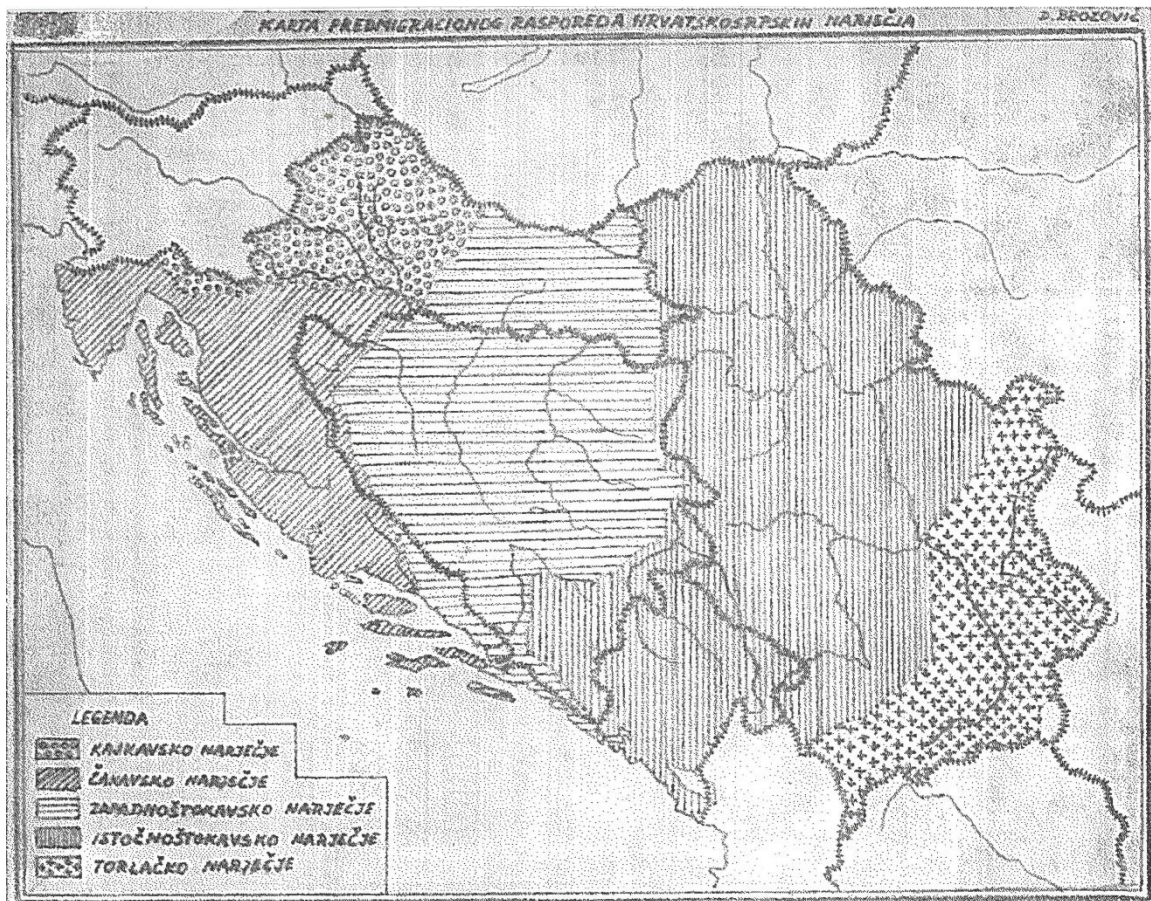 KARTA PREDMIGRACIONOG RASPOREDA HRVATSKOSRPSKIH NARJEČJA
D. BROZOVIĆ
LEGENDA
KAJKAVSKO NARJEČJE
ČAKAVSKO NARJEČJE
ZAPADNOŠTOKAVSKO NARJEČJE
ISTOČNOŠTOKAVSKO NARJEČJE
TORLAČKO NARJEČJE